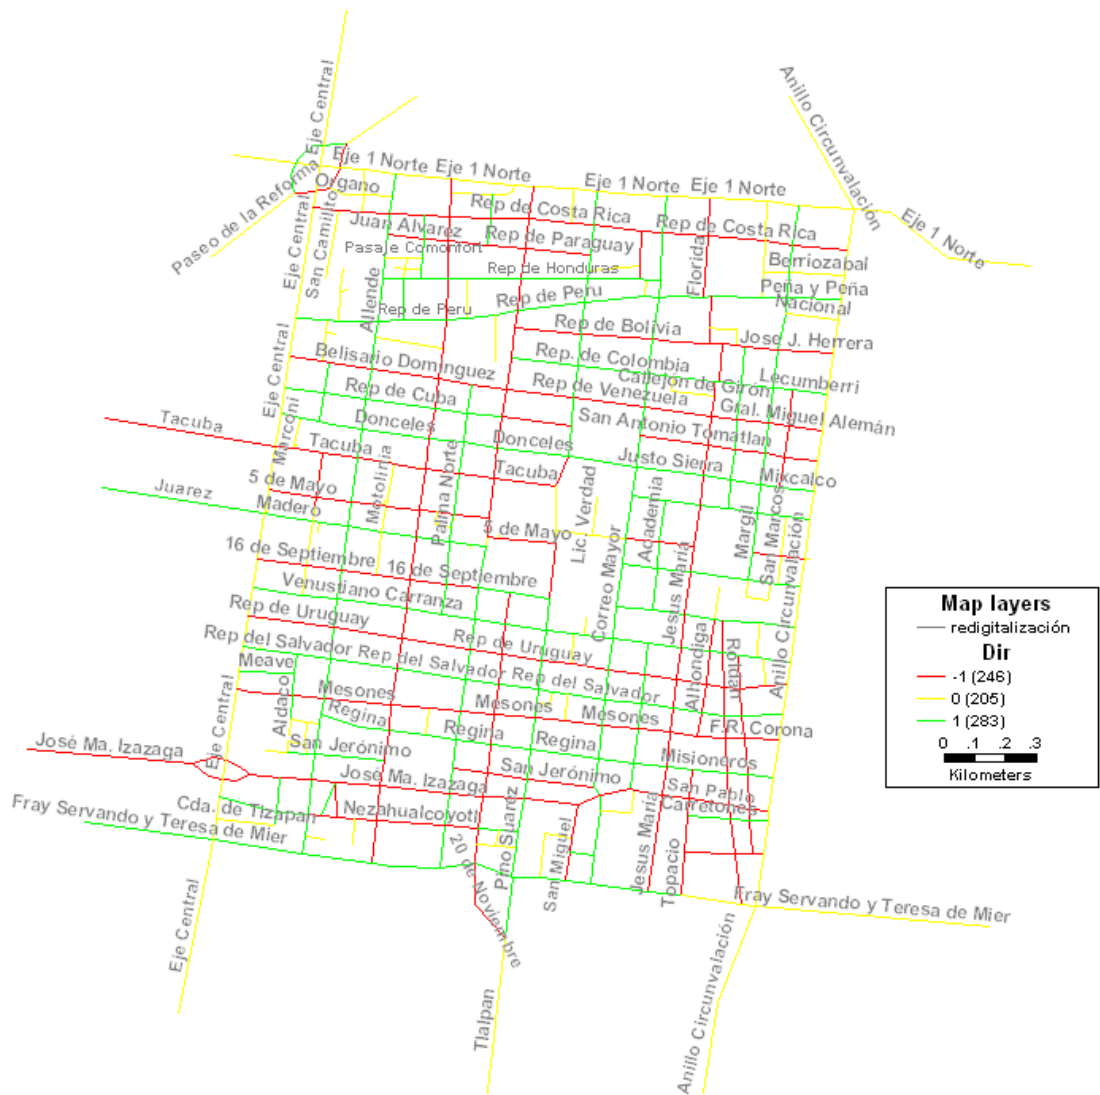 Eje Central
Anillo Circunvalación
Eje 1 Norte
Eje 1 Norte
Eje 1 Norte
Eje 1 Norte
Eje 1 Norte
Paseo de la Reforma
Organo
Rep de Costa Rica
Rep de Costa Rica
Eje Central
San Camilito
Juan Alvarez
Rep de Paraguay
Pasaje Comonfort
Rep de Honduras
Florida
Berriozabal
Peña y Peña
Nacional
Allende
Rep de Peru
Rep de Peru
Rep de Bolivia
Jose J. Herrera
Eje Central
Belisario Dominguez
Rep. de Colombia
Callejón de Girón
Lecumberri
Rep de Cuba
Rep de Venezuela
Gral. Miguel Alemán
Tacuba
Marconi
Donceles
Donceles
San Antonio Tomatlan
Tacuba
Tacuba
Justo Sierra
Mixcalco
Juarez
5 de Mayo
Motolinia
Palma Norte
Lic. Verdad
Academia
Margil
San Marcos
Madero
5 de Mayo
Correo Mayor
Jesus Maria
Anillo Circunvalación
16 de Septiembre
16 de Septiembre
Venustiano Carranza
Rep de Uruguay
Rep de Uruguay
Alhondiga
Roldan
Rep del Salvador
Rep del Salvador
Rep del Salvador
Meave
Aldaco
Mesones
Mesones
Mesones
F.R. Corona
Eje Central
Regina
Regina
Regina
Misioneros
José Ma. Izazaga
San Jerónimo
San Jerónimo
José Ma. Izazaga
San Pablo
Carretones
Fray Servando y Teresa de Mier
Cda. de Tlzapan
Nezahualcoyotl
Pino Suarez
San Miguel
Jesus Maria
Topacio
20 de Noviembre
Fray Servando y Teresa de Mier
Eje Central
Tlalpan
Anillo Circunvalación
Map layers
redigitalización
Dir
-1 (246)
0 (205)
1 (283)
0 .1 .2 .3
Kilometers